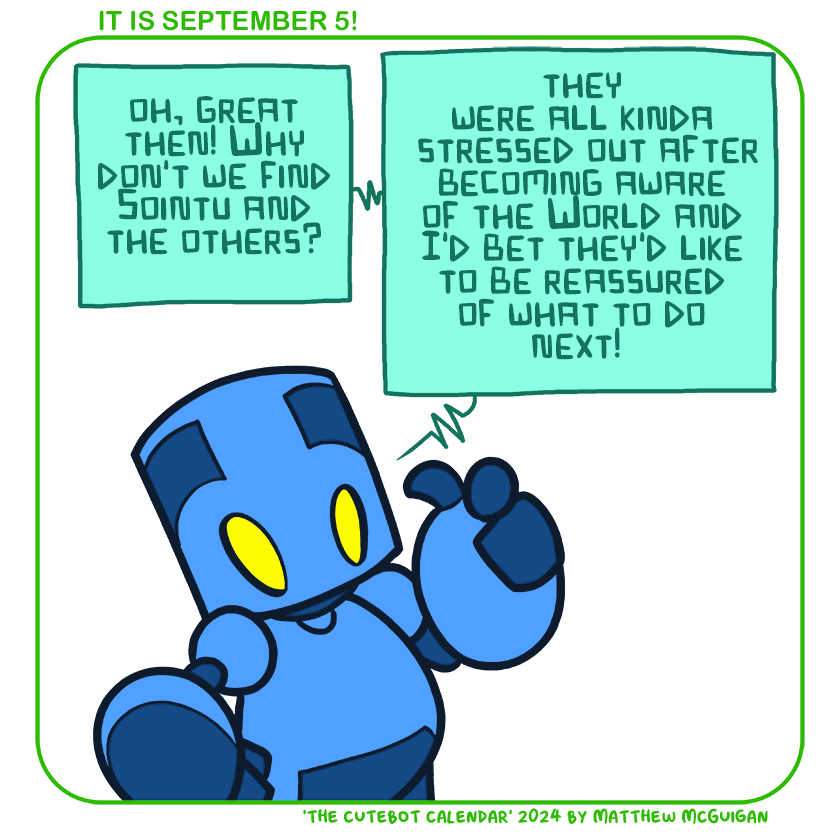 IT IS SEPTEMBER 5!
OH, GREAT
THEN! WHY
DON'T WE FIND
SOINTU AND
THE OTHERS?
THEY
WERE ALL KINDA
STRESSED OUT AFTER
BECOMING AWARE
OF THE WORLD AND
I'D BET THEY'D LIKE
TO BE REASSURED
OF WHAT TO DO
NEXT!
'THE CUTEBOT CALENDAR' 2024 BY MATTHEW MCGUIGAN